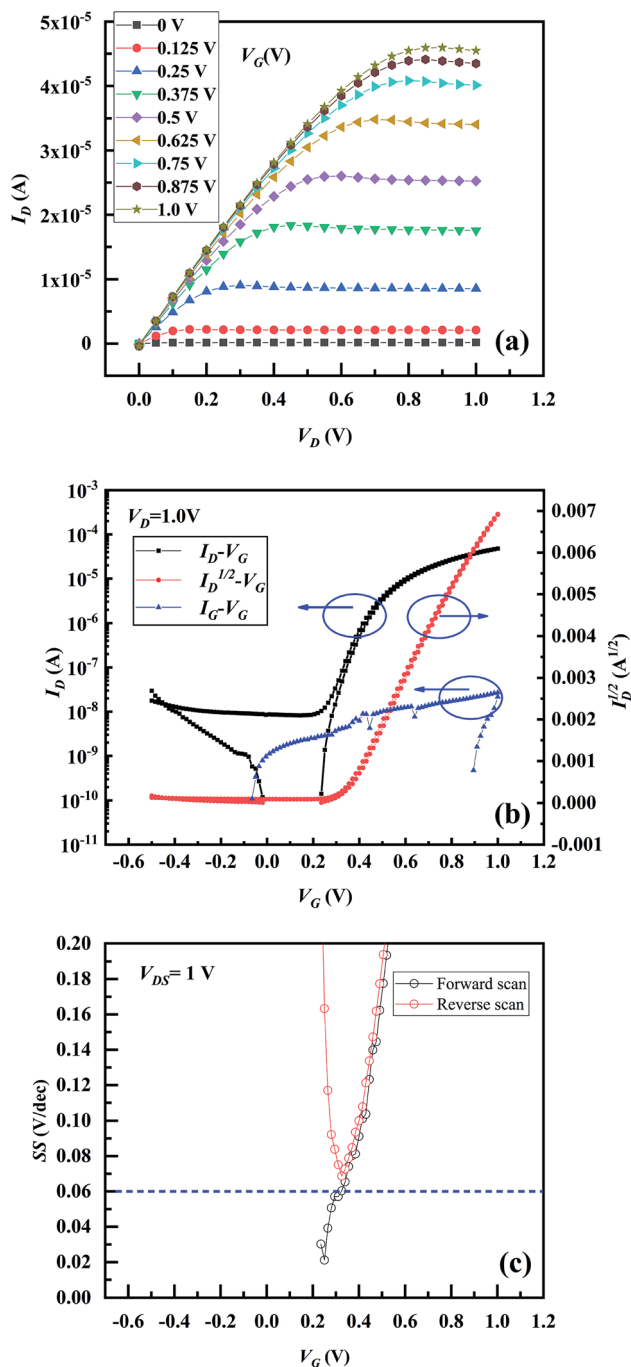 5x10⁻⁵
4x10⁻⁵
3x10⁻⁵
2x10⁻⁵
1x10⁻⁵
0
I_D (A)
0 V
0.125 V
0.25 V
0.375 V
0.5 V
0.625 V
0.75 V
0.875 V
1.0 V
V_G(V)
(a)
0.0 0.2 0.4 0.6 0.8 1.0 1.2
V_D (V)
10⁻³
10⁻⁴
10⁻⁵
10⁻⁶
10⁻⁷
10⁻⁸
10⁻⁹
10⁻¹⁰
10⁻¹¹
I_D (A)
V_D=1.0V
I_D-V_G
I_D^1/2-V_G
I_G-V_G
0.007
0.006
0.005
0.004
0.003
0.002
0.001
0.000
-0.001
I_D^1/2 (A^1/2)
(b)
-0.6 -0.4 -0.2 0.0 0.2 0.4 0.6 0.8 1.0 1.2
V_G (V)
0.20
0.18
0.16
0.14
0.12
0.10
0.08
0.06
0.04
0.02
0.00
SS (V/dec)
V_DS= 1 V
Forward scan
Reverse scan
(c)
-0.6 -0.4 -0.2 0.0 0.2 0.4 0.6 0.8 1.0 1.2
V_G (V)